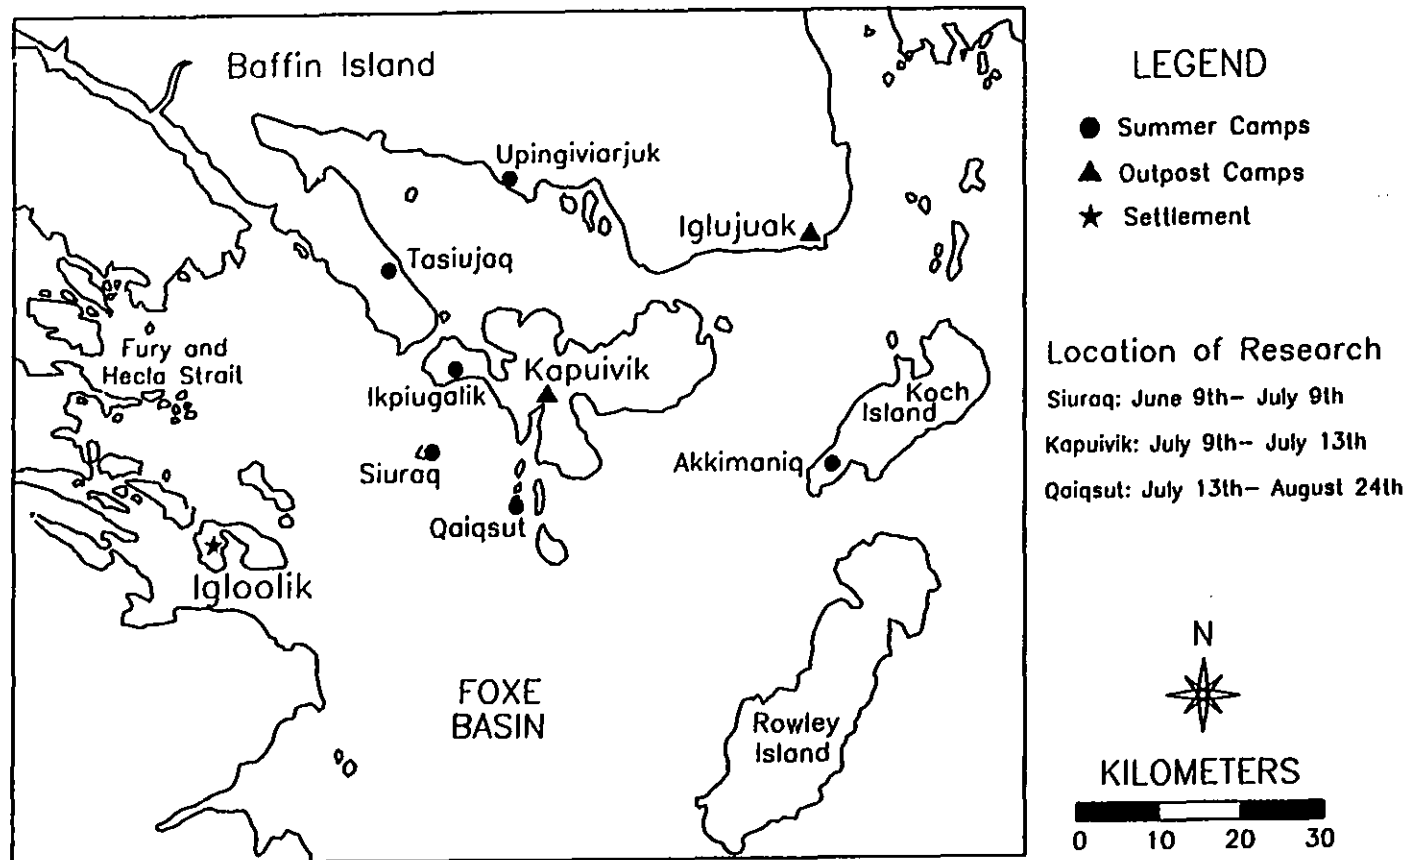 Baffin Island
Upingiviarjuk
Iglujuak
Tasiujaq
Fury and
Hecla Strait
Kapuivik
Ikpiugalik
Koch
Island
Siuraq
Akkimaniq
Qaiqsut
Igloolik
FOXE
BASIN
Rowley
Island
LEGEND
Summer Camps
Outpost Camps
Settlement
Location of Research
Siuraq: June 9th- July 9th
Kapuivik: July 9th- July 13th
Qaiqsut: July 13th- August 24th
N
KILOMETERS
0 10 20 30